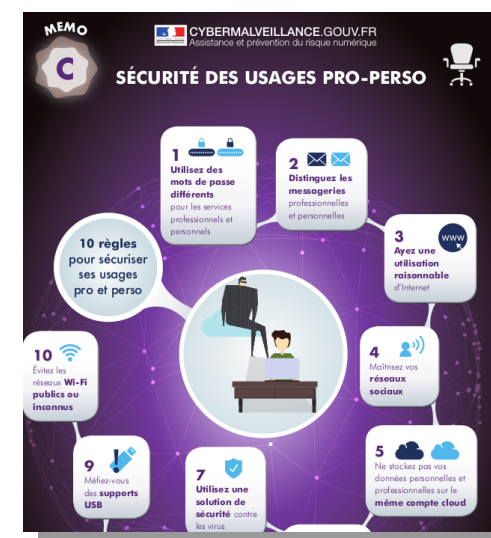 MEMO
C
CYBERMALVEILLANCE.GOUV.FR
Assistance et prévention du risque numérique
SÉCURITÉ DES USAGES PRO-PERSO
10 règles
pour sécuriser
ses usages
pro et perso
1
Utilisez des
mots de passe
différents
pour les services
professionnels et
personnels
2
Distinguez les
messageries
professionnelles
et personnelles
3
WWW
Ayez une
utilisation
raisonnable
d'Internet
4
Maîtrisez vos
réseaux
sociaux
5
Ne stockez pas vos
données personnelles et
professionnelles sur le
même compte cloud
7
Utilisez une
solution de
sécurité contre
les virus
9
Méfiez-vous
des supports
USB
10
Évitez les
réseaux Wi-Fi
publics ou
inconnus